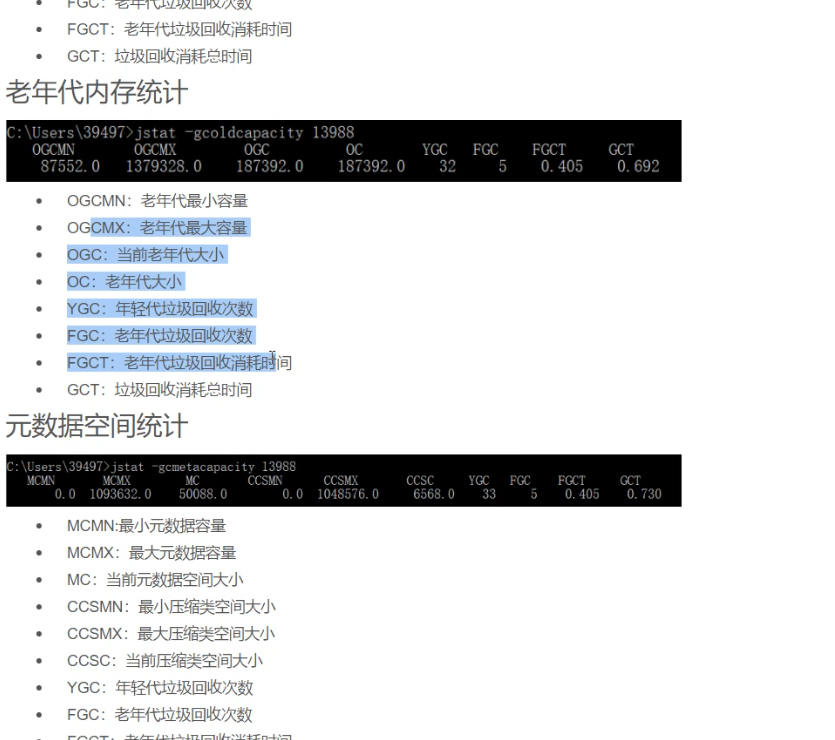 FGC：老年代垃圾回收次数
FGCT：老年代垃圾回收消耗时间
GCT：垃圾回收消耗总时间
老年代内存统计
C:\Users\39497>jstat -gcoldcapacity 13988
OGCMN OGCMX OGC OC YGC FGC FGCT GCT
87552.0 1379328.0 187392.0 187392.0 32 5 0.405 0.692
OGCMN：老年代最小容量
OGCMX：老年代最大容量
OGC：当前老年代大小
OC：老年代大小
YGC：年轻代垃圾回收次数
FGC：老年代垃圾回收次数
FGCT：老年代垃圾回收消耗时间
GCT：垃圾回收消耗总时间
元数据空间统计
C:\Users\39497>jstat -gcmetacapacity 13988
MCMN MCMX MC CCSMN CCSMX CCSC YGC FGC FGCT GCT
0.0 1093632.0 50088.0 0.0 1048576.0 6568.0 33 5 0.405 0.730
MCMN:最小元数据容量
MCMX：最大元数据容量
MC：当前元数据空间大小
CCSMN：最小压缩类空间大小
CCSMX：最大压缩类空间大小
CCSC：当前压缩类空间大小
YGC：年轻代垃圾回收次数
FGC：老年代垃圾回收次数
FGCT：老年代垃圾回收消耗时间